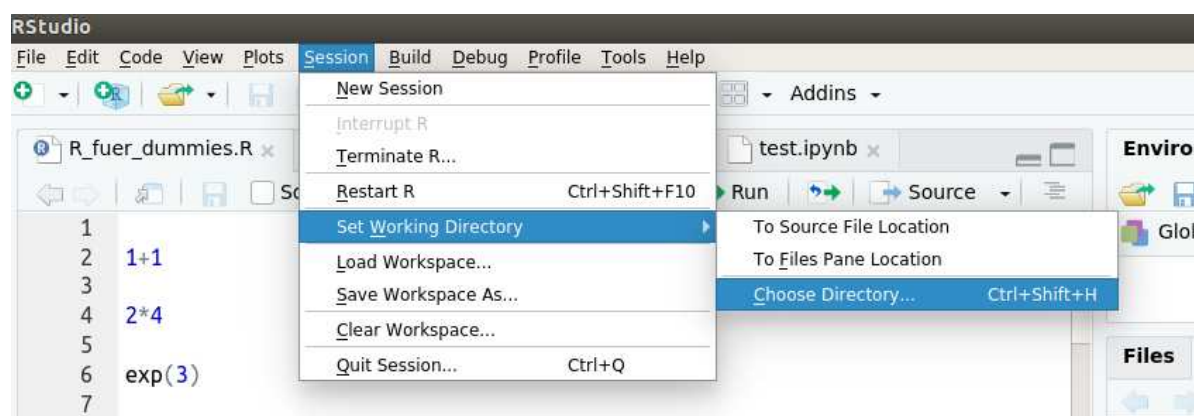 RStudio
File Edit Code View Plots Session Build Debug Profile Tools Help
New Session
Addins
Interrupt R
R_fuer_dummies.R
Terminate R...
test.ipynb
Restart R Ctrl+Shift+F10
Run Source
Set Working Directory
To Source File Location
Load Workspace...
To Files Pane Location
Save Workspace As...
Choose Directory... Ctrl+Shift+H
Clear Workspace...
Quit Session... Ctrl+Q
1
2 1+1
3
4 2*4
5
6 exp(3)
7
Enviro
Glo
Files